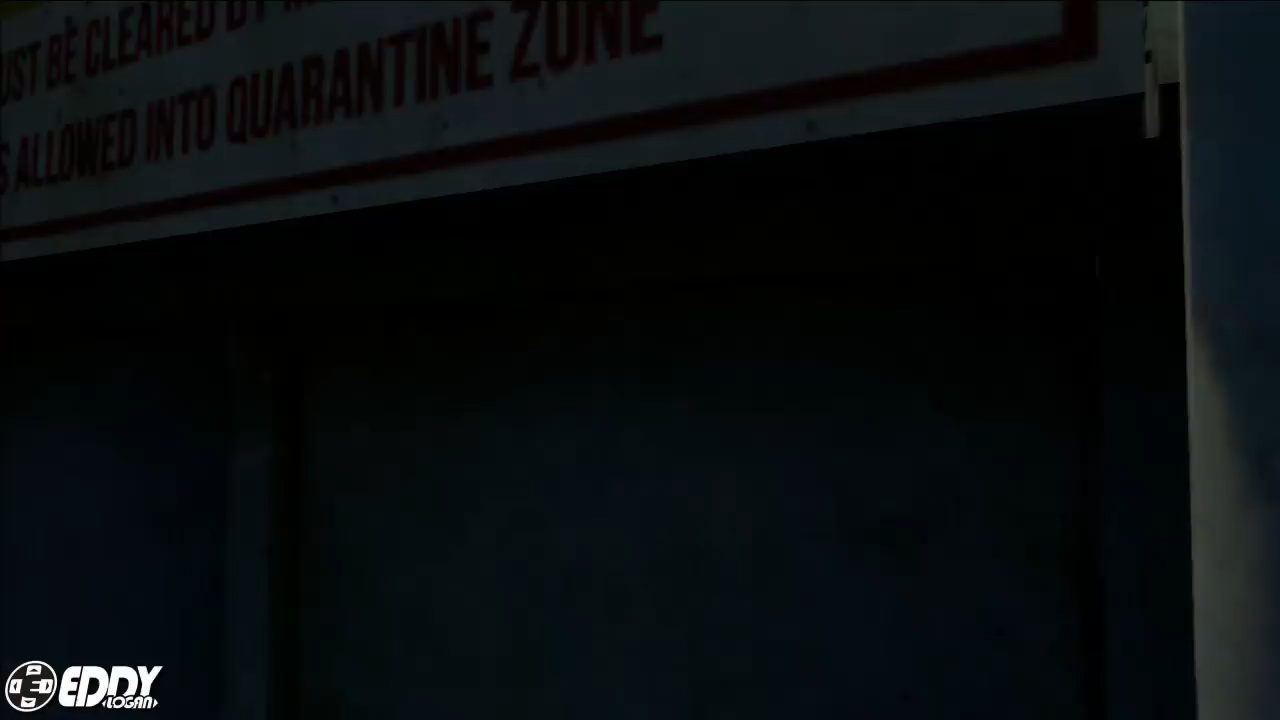 UST BE CLEARED BY
S ALLOWED INTO QUARANTINE ZONE
EDDY
LOGAN